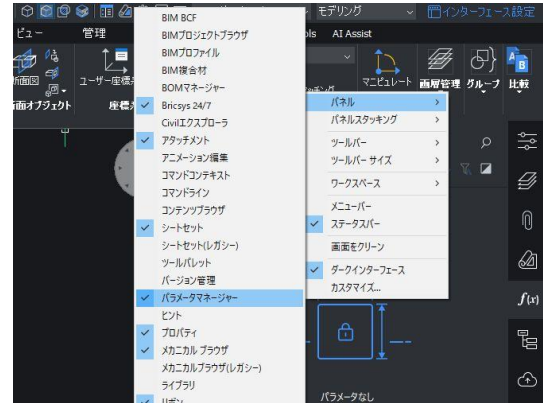 モデリング
インターフェース設定
ビュー
管理
ols
AI Assist
ユーザー座標
マニピュレート
画層管理
グループ
比較
面オブジェクト
座標
BIM BCF
BIMプロジェクトブラウザ
BIMプロファイル
BIM複合材
BOMマネージャー
Bricsys 24/7
Civilエクスプローラ
アタッチメント
アニメーション編集
コマンドコンテキスト
コマンドライン
コンテンツブラウザ
シートセット
シートセット(レガシー)
ツールパレット
バージョン管理
パラメータマネージャー
ヒント
プロパティ
メカニカル ブラウザ
メカニカルブラウザ(レガシー)
ライブラリ
リボン
パネル
パネルスタッキング
ツールバー
ツールバー サイズ
ワークスペース
メニューバー
ステータスバー
画面をクリーン
ダークインターフェース
カスタマイズ...
f(x)
パラメータなし